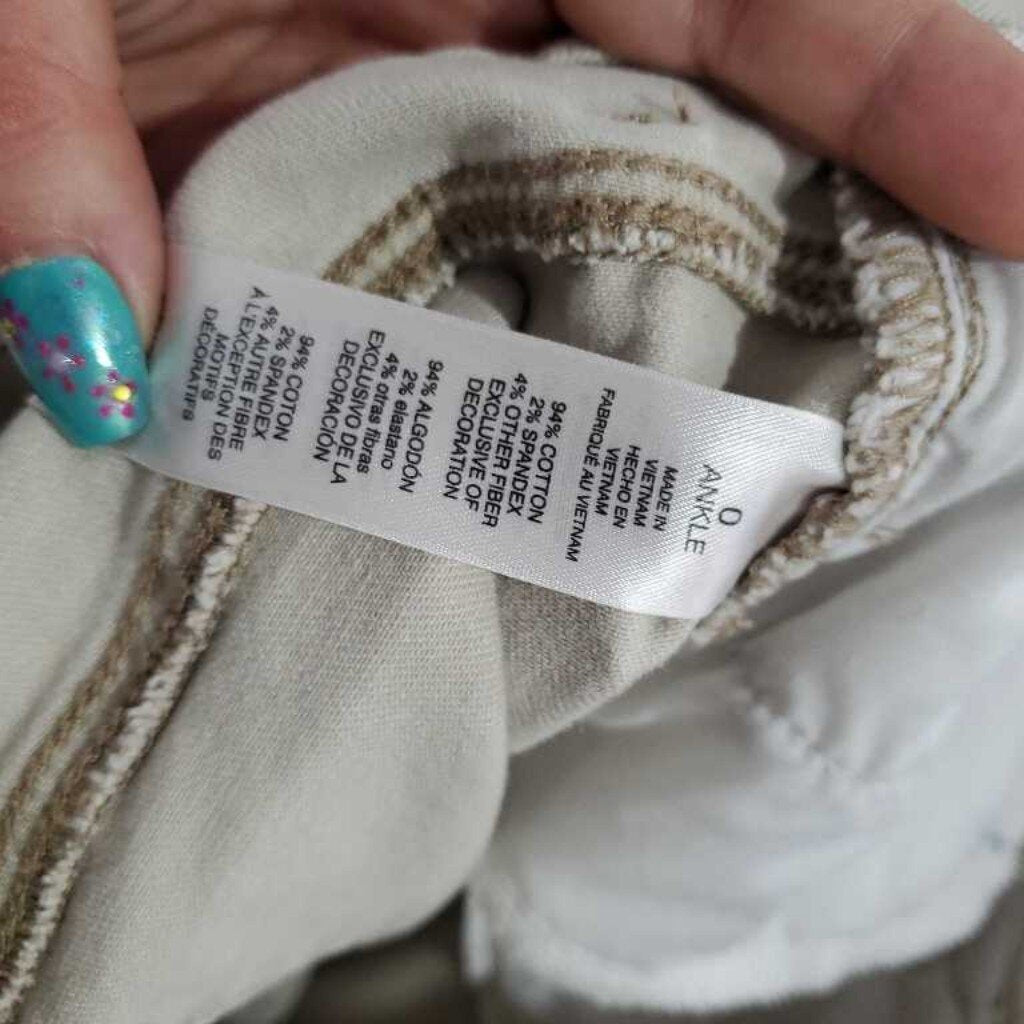 0
ANKLE
MADE IN
VIETNAM
HECHO EN
VIETNAM
FABRIQUÉ AU VIETNAM
94% COTTON
2% SPANDEX
4% OTHER FIBER
EXCLUSIVE OF
DECORATION
94% ALGODÓN
2% elastano
4% otras fibras
EXCLUSIVO DE LA
DECORACIÓN
94% COTTON
2% SPANDEX
4% AUTRE FIBRE
À L'EXCEPTION DES
MOTIFS
DÉCORATIFS